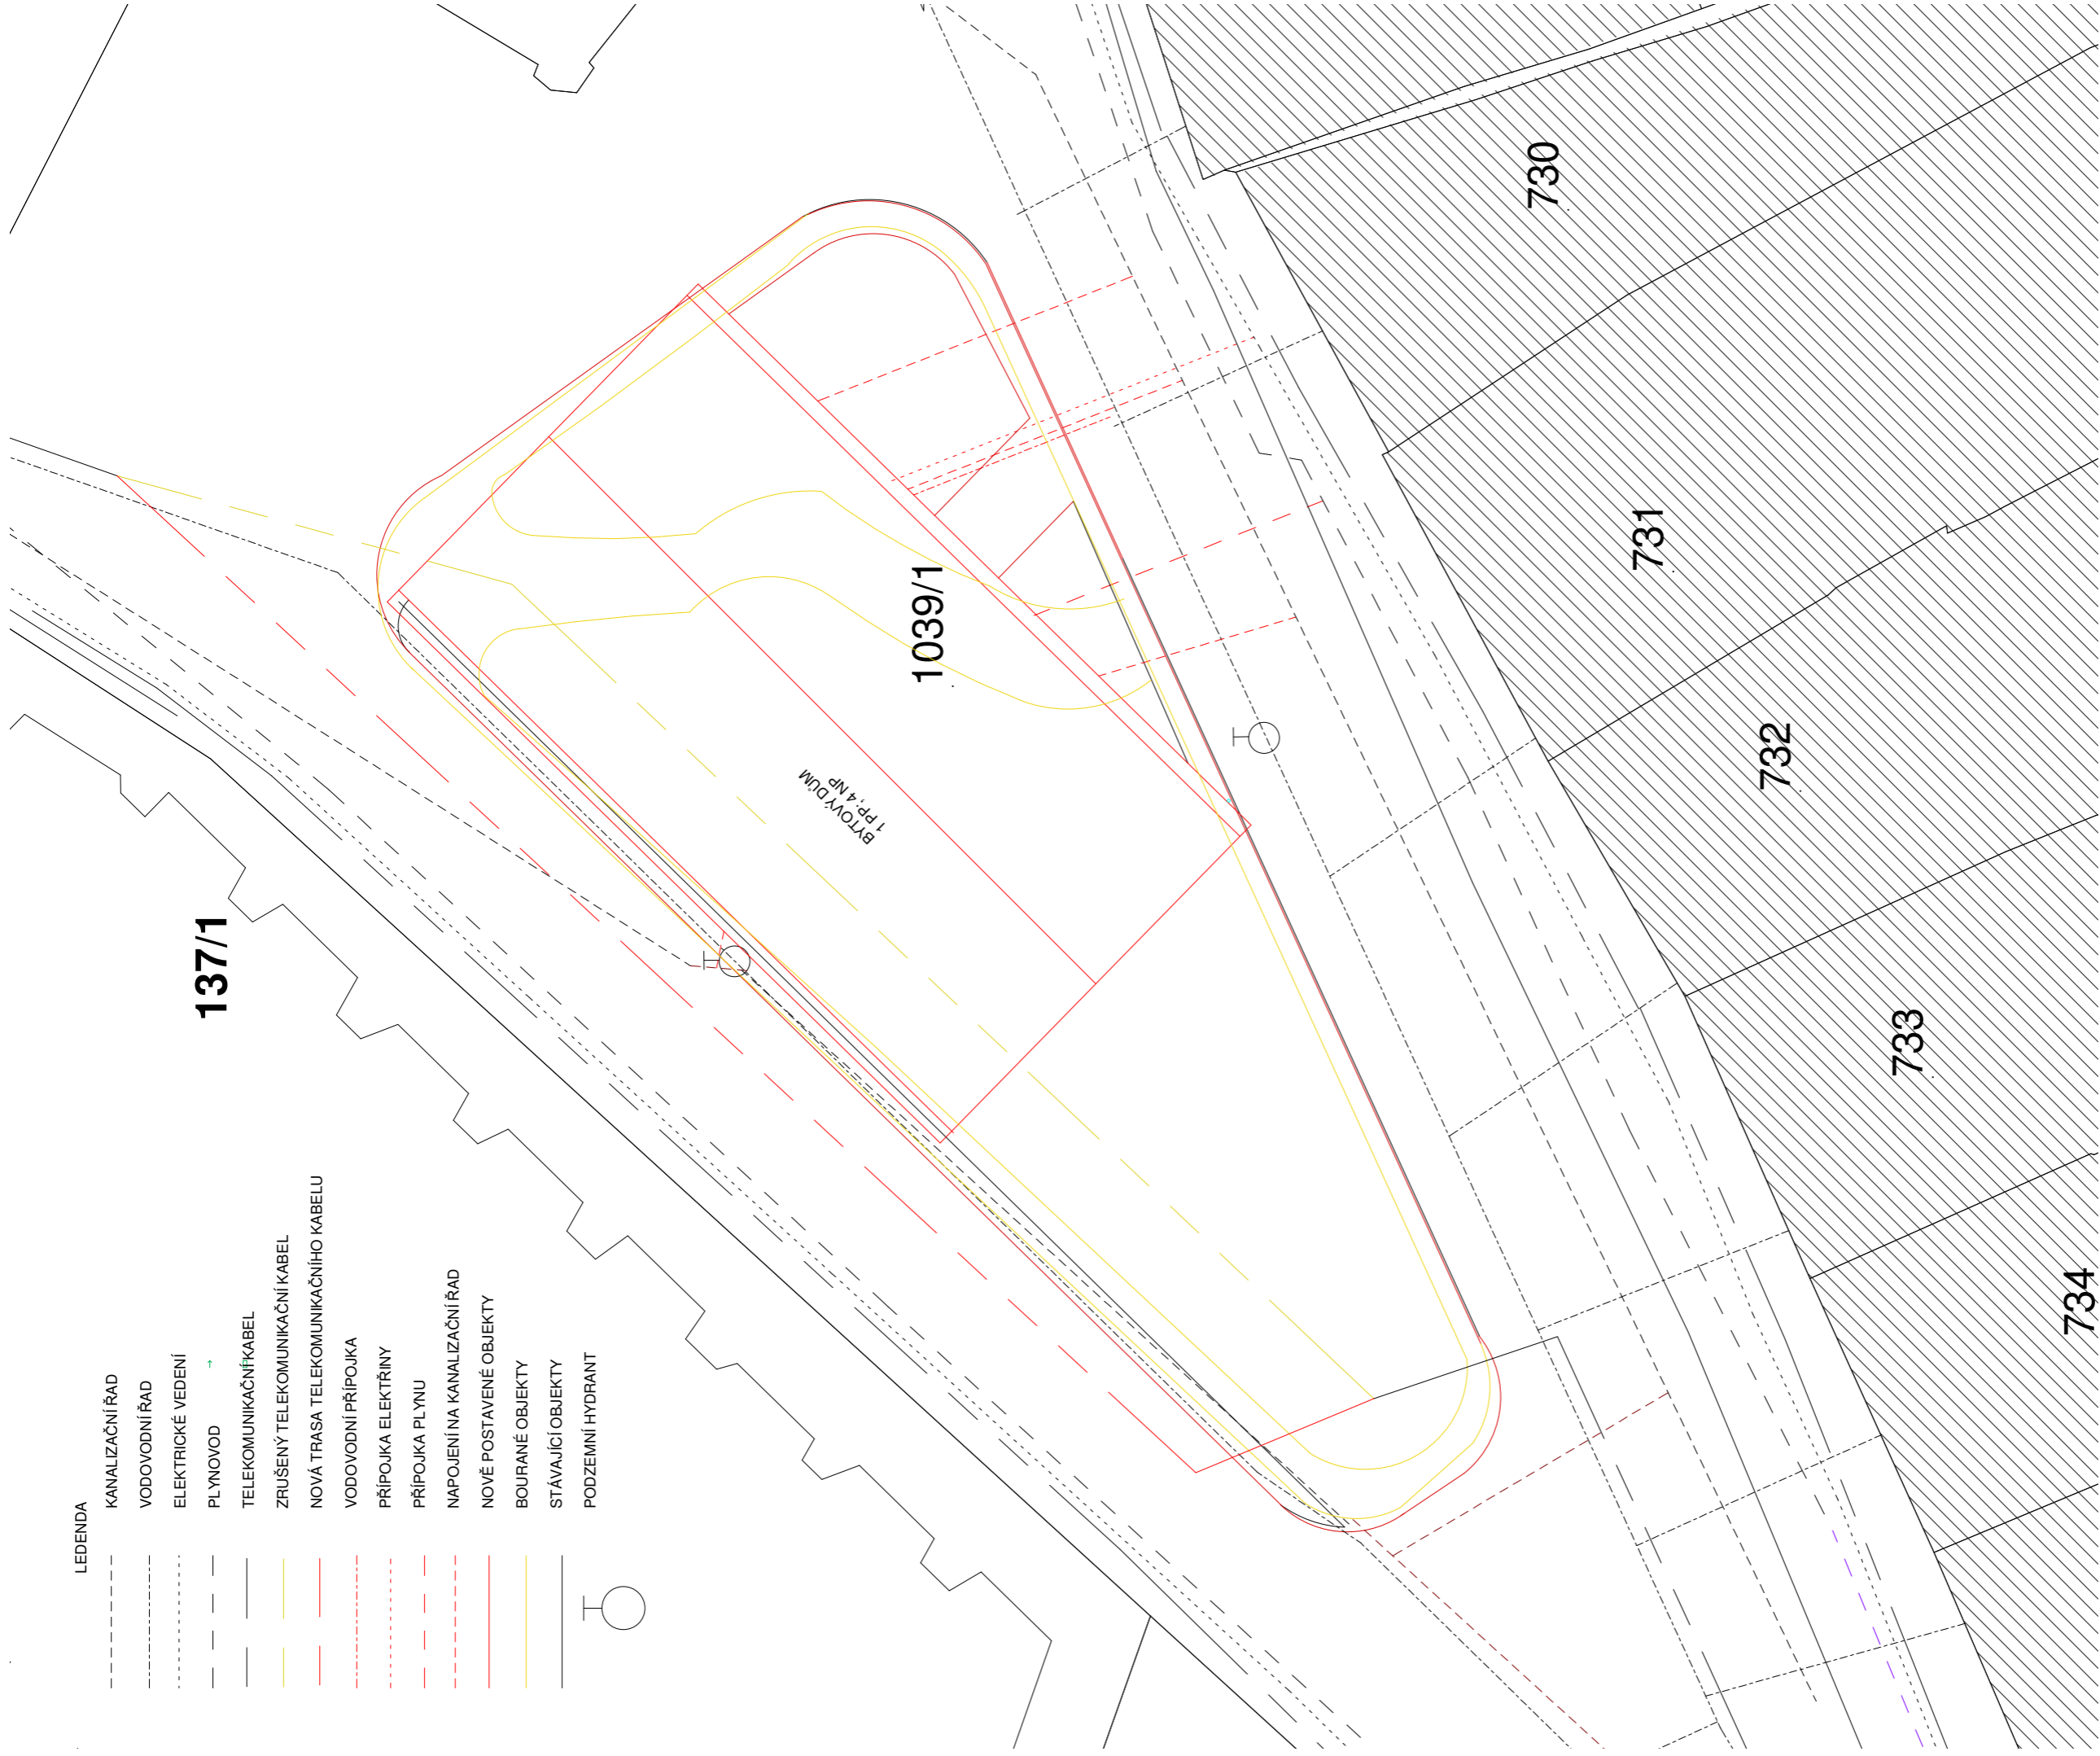 LEDENDA
KANALIZAČNÍ ŘAD
VODOVODNÍ ŘAD
ELEKTRICKÉ VEDENÍ
PLYNOVOD
TELEKOMUNIKAČNÍ KABEL
ZRUŠENÝ TELEKOMUNIKAČNÍ KABEL
NOVÁ TRASA TELEKOMUNIKAČNÍHO KABELU
VODOVODNÍ PŘÍPOJKA
PŘÍPOJKA ELEKTŘINY
PŘÍPOJKA PLYNU
NAPOJENÍ NA KANALIZAČNÍ ŘAD
NOVĚ POSTAVENÉ OBJEKTY
BOURANÉ OBJEKTY
STÁVAJÍCÍ OBJEKTY
PODZEMNÍ HYDRANT
137/1
BYTOVÝ DŮM
1 PP; 4 NP
1039/1
730
731
732
733
734